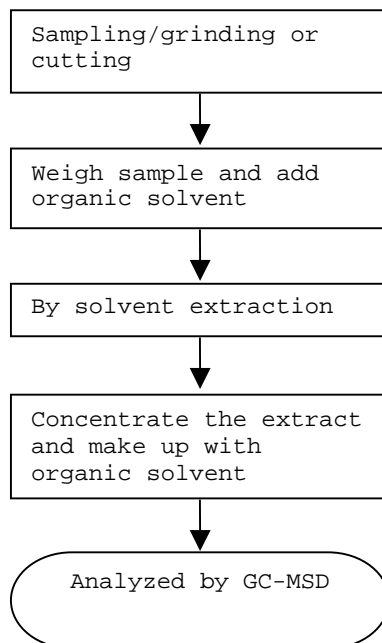 Sampling/grinding or
cutting
Weigh sample and add
organic solvent
By solvent extraction
Concentrate the extract
and make up with
organic solvent
Analyzed by GC-MSD